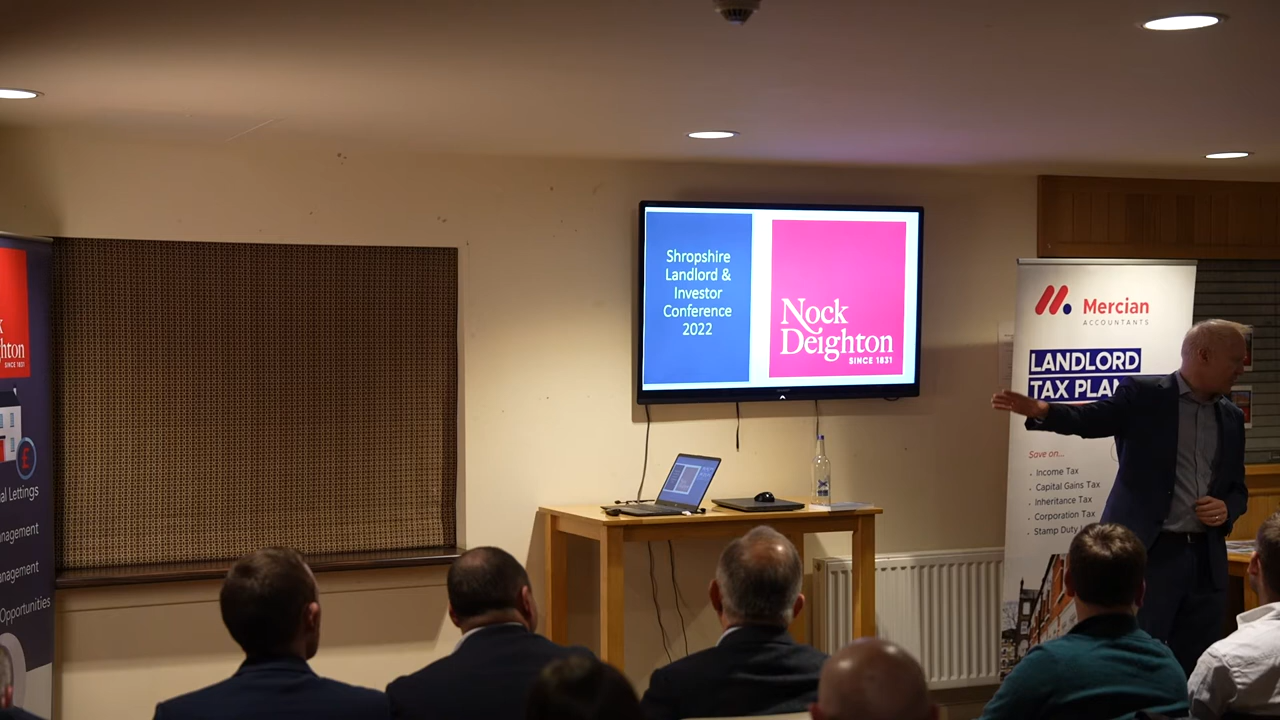 ghton
SINCE 1831
al Lettings
anagement
anagement
Opportunities
Shropshire
Landlord &
Investor
Conference
2022
Nock
Deighton
SINCE 1831
Mercian
ACCOUNTANTS
LANDLORD
TAX PLAN
Save on...
. Income Tax
. Capital Gains Tax
. Inheritance Tax
. Corporation Tax
. Stamp Duty